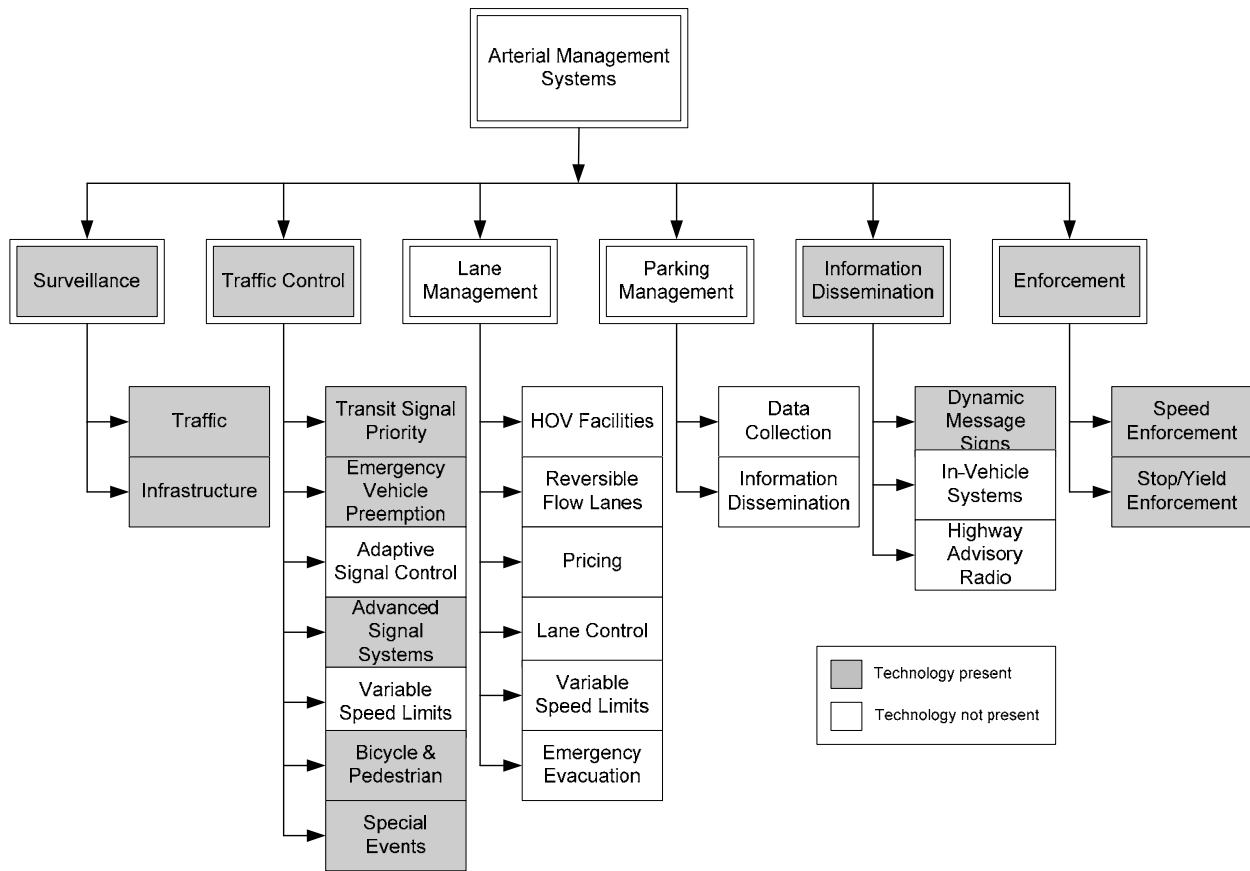 Arterial Management
Systems
Surveillance
Traffic Control
Lane
Management
Parking
Management
Information
Dissemination
Enforcement
Traffic
Infrastructure
Transit Signal
Priority
Emergency
Vehicle
Preemption
Adaptive
Signal Control
Advanced
Signal
Systems
Variable
Speed Limits
Bicycle &
Pedestrian
Special
Events
HOV Facilities
Reversible
Flow Lanes
Pricing
Lane Control
Variable
Speed Limits
Emergency
Evacuation
Data
Collection
Information
Dissemination
Dynamic
Message
Signs
In-Vehicle
Systems
Highway
Advisory
Radio
Speed
Enforcement
Stop/Yield
Enforcement
Technology present
Technology not present